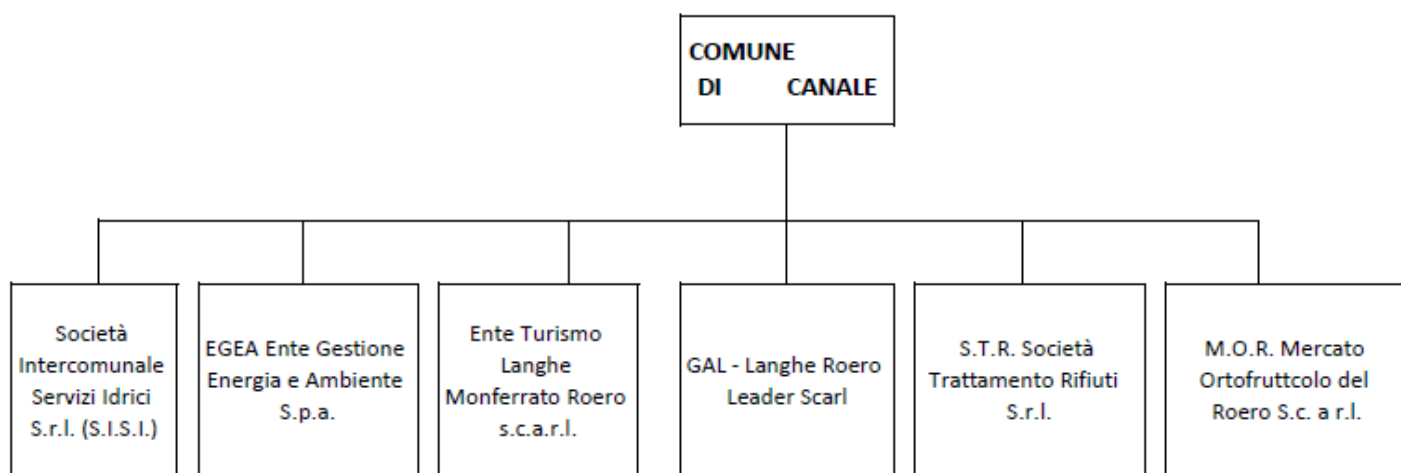 COMUNE
DI CANALE
Società
Intercomunale
Servizi Idrici
S.r.l. (S.I.S.I.)
EGEA Ente Gestione
Energia e Ambiente
S.p.a.
Ente Turismo
Langhe
Monferrato Roero
s.c.a.r.l.
GAL - Langhe Roero
Leader Scarl
S.T.R. Società
Trattamento Rifiuti
S.r.l.
M.O.R. Mercato
Ortofruttcolo del
Roero S.c. a r.l.